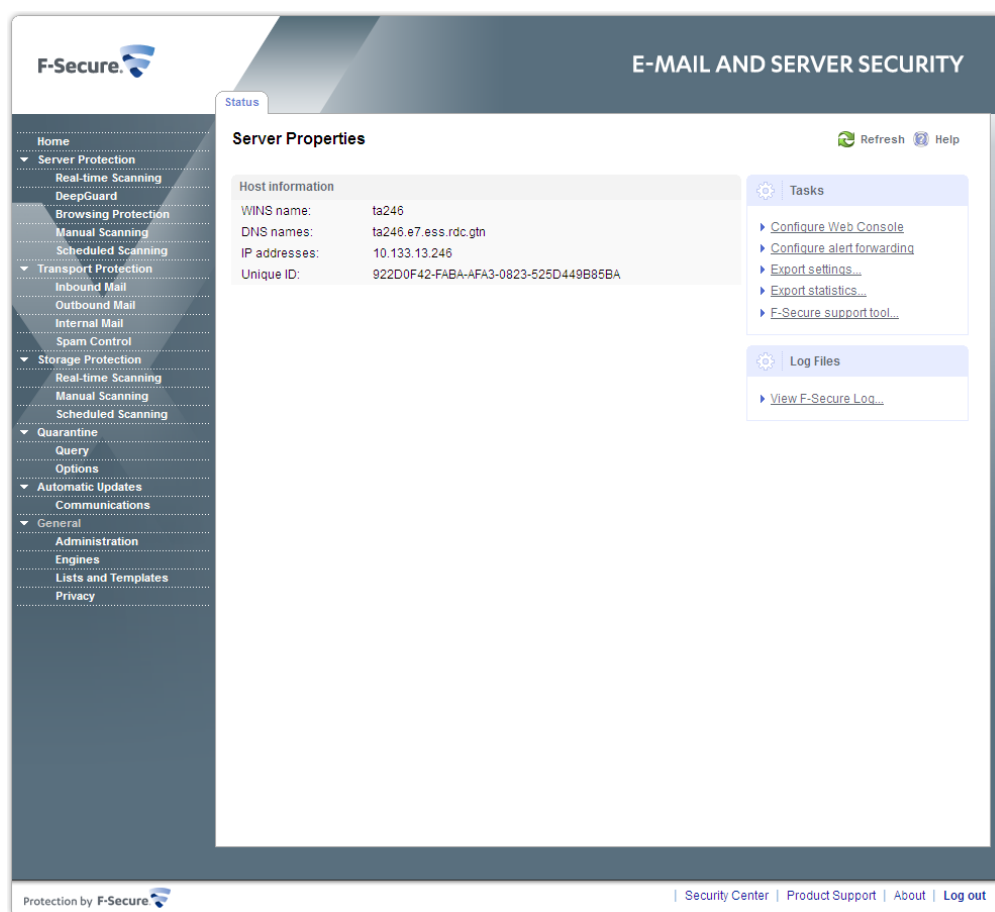 F-Secure.
E-MAIL AND SERVER SECURITY
Status
Home
Server Protection
Real-time Scanning
DeepGuard
Browsing Protection
Manual Scanning
Scheduled Scanning
Transport Protection
Inbound Mail
Outbound Mail
Internal Mail
Spam Control
Storage Protection
Real-time Scanning
Manual Scanning
Scheduled Scanning
Quarantine
Query
Options
Automatic Updates
Communications
General
Administration
Engines
Lists and Templates
Privacy
Server Properties
Refresh
Help
Host information
WINS name: ta246
DNS names: ta246.e7.ess.rdc.gtn
IP addresses: 10.133.13.246
Unique ID: 922D0F42-FABA-AFA3-0823-525D449B85BA
Tasks
Configure Web Console
Configure alert forwarding
Export settings...
Export statistics...
F-Secure support tool...
Log Files
View F-Secure Log...
Protection by F-Secure.
| Security Center | Product Support | About | Log out